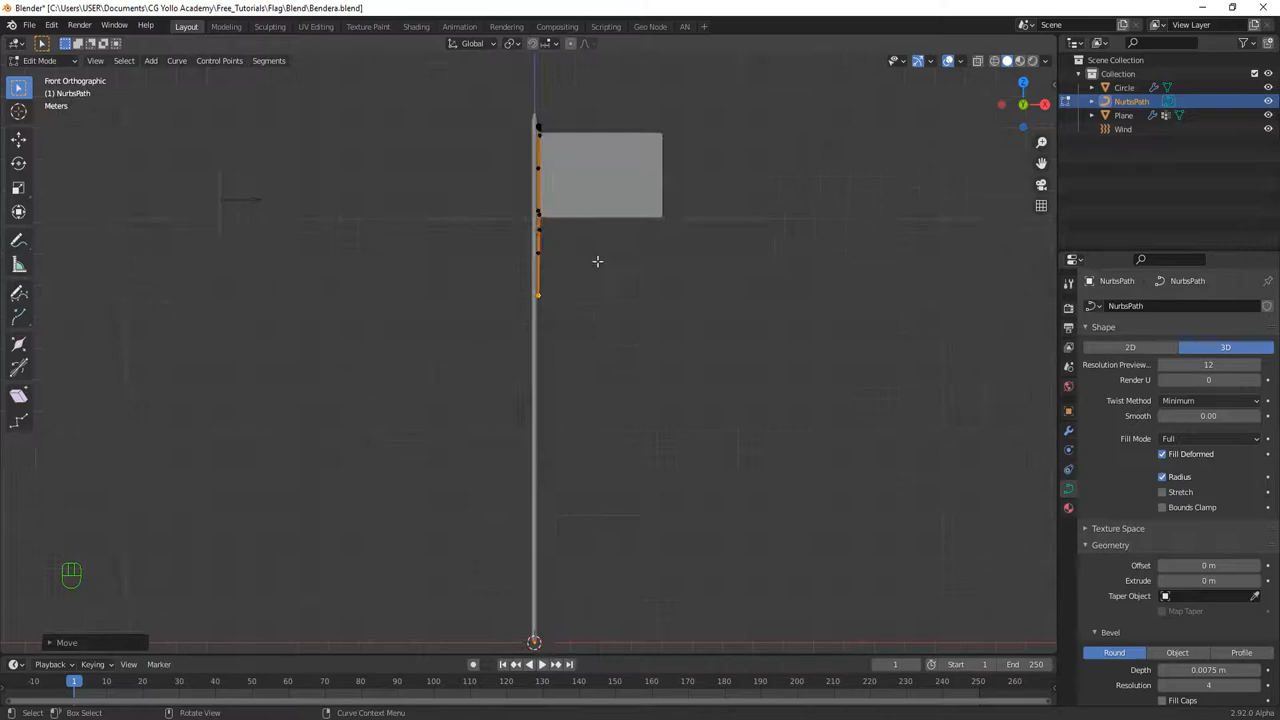 Blender* [C:\Users\USER\Documents\CG Yollo Academy\Free_Tutorials\Flag\Blend\Bendera.blend]
File Edit Render Window Help Layout Modeling Sculpting UV Editing Texture Paint Shading Animation Rendering Compositing Scripting Geo Node AN Scene View Layer
Global
Edit Mode View Select Add Curve Control Points Segments
Front Orthographic
(1) NurbsPath
Meters
Z
Y
X
Scene Collection
Collection
Circle
NurbsPath
Plane
Wind
NurbsPath NurbsPath
NurbsPath
Shape
2D 3D
Resolution Preview... 12
Render U 0
Twist Method Minimum
Smooth 0.00
Fill Mode Full
Fill Deformed
Radius
Stretch
Bounds Clamp
Texture Space
Geometry
Offset 0 m
Extrude 0 m
Taper Object
Map Taper
Bevel
Round Object Profile
Depth 0.0075 m
Resolution 4
Fill Caps
Move
Playback Keying View Marker 1 Start 1 End 250
-10 1 10 20 30 40 50 60 70 80 90 100 110 120 130 140 150 160 170 180 190 200 210 220 230 240 250 260
Select Box Select Rotate View Curve Context Menu 2.92.0 Alpha